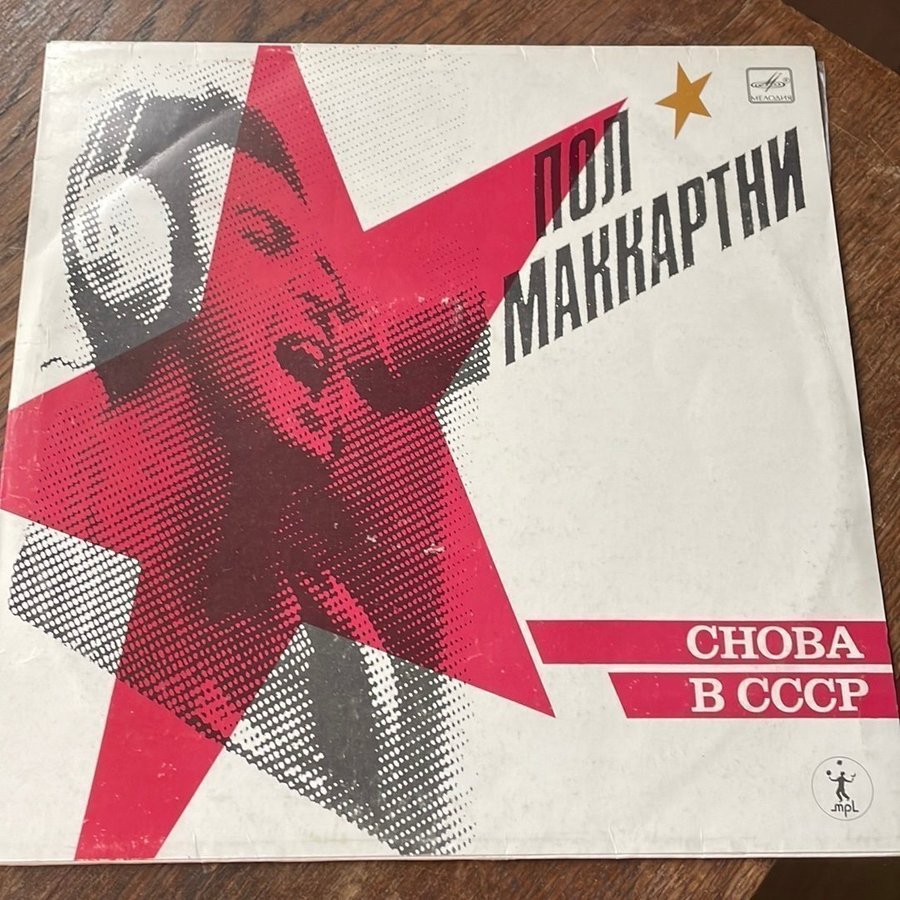 МЕЛОДИЯ
ПОЛ
МАККАРТНИ
СНОВА
В СССР
mpL